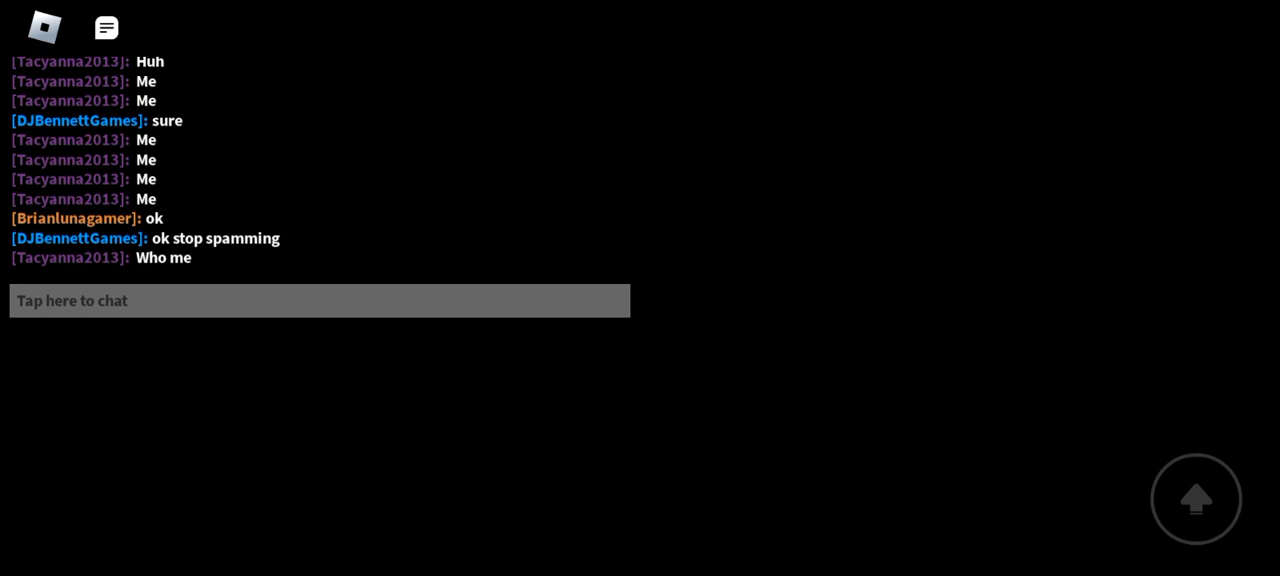 [Tacyanna2013]: Huh
[Tacyanna2013]: Me
[Tacyanna2013]: Me
[DJBennettGames]: sure
[Tacyanna2013]: Me
[Tacyanna2013]: Me
[Tacyanna2013]: Me
[Tacyanna2013]: Me
[Brianlunagamer]: ok
[DJBennettGames]: ok stop spamming
[Tacyanna2013]: Who me
Tap here to chat